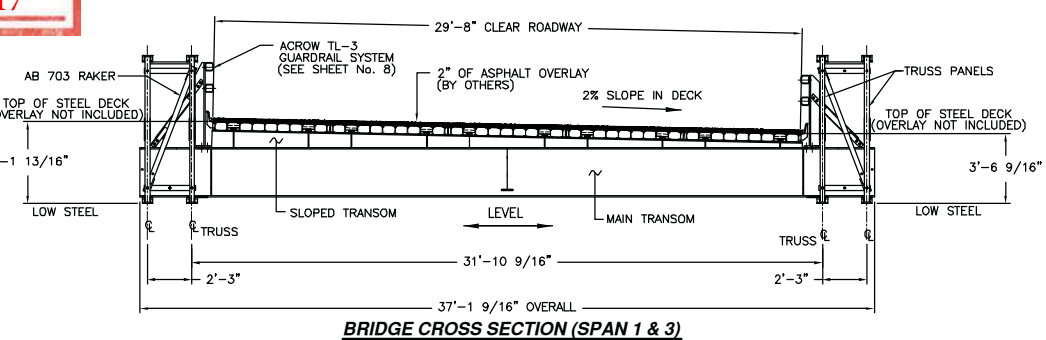 17
29'-8" CLEAR ROADWAY
ACROW TL-3
GUARDRAIL SYSTEM
(SEE SHEET No. 8)
AB 703 RAKER
2" OF ASPHALT OVERLAY
(BY OTHERS)
2% SLOPE IN DECK
TRUSS PANELS
TOP OF STEEL DECK
OVERLAY NOT INCLUDED)
TOP OF STEEL DECK
(OVERLAY NOT INCLUDED)
-1 13/16"
3'-6 9/16"
LOW STEEL
SLOPED TRANSOM
LEVEL
MAIN TRANSOM
LOW STEEL
℄ ℄ TRUSS
TRUSS ℄ ℄
31'-10 9/16"
2'-3"
2'-3"
37'-1 9/16" OVERALL
BRIDGE CROSS SECTION (SPAN 1 & 3)